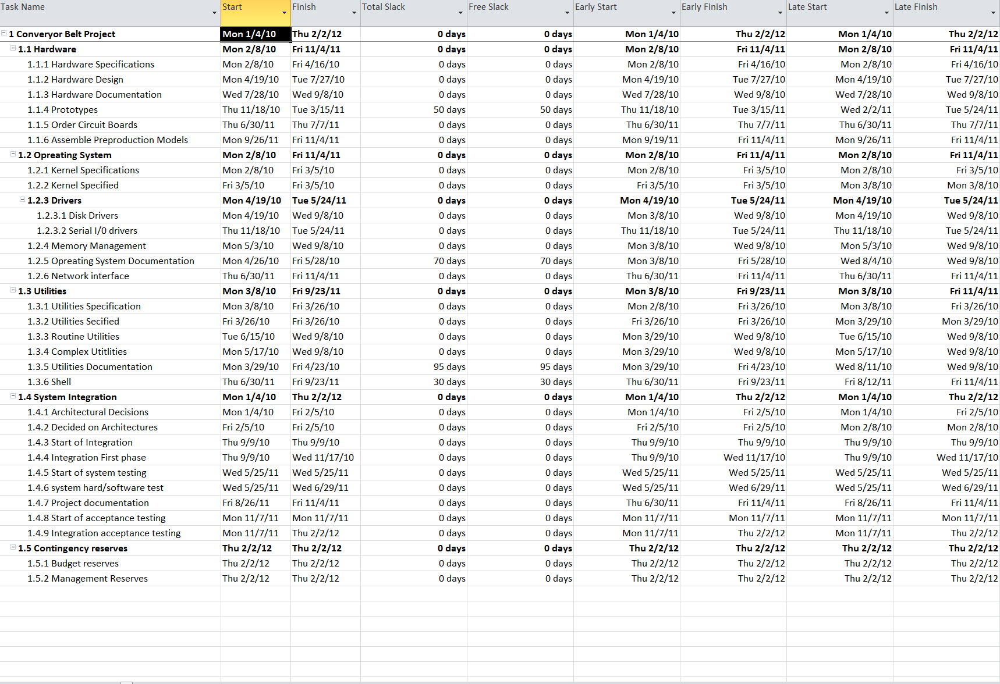 Task Name Start Finish Total Slack Free Slack Early Start Early Finish Late Start Late Finish
1 Converyor Belt Project Mon 1/4/10 Thu 2/2/12 0 days 0 days Mon 1/4/10 Thu 2/2/12 Mon 1/4/10 Thu 2/2/12
1.1 Hardware Mon 2/8/10 Fri 11/4/11 0 days 0 days Mon 2/8/10 Fri 11/4/11 Mon 2/8/10 Fri 11/4/11
1.1.1 Hardware Specifications Mon 2/8/10 Fri 4/16/10 0 days 0 days Mon 2/8/10 Fri 4/16/10 Mon 2/8/10 Fri 4/16/10
1.1.2 Hardware Design Mon 4/19/10 Tue 7/27/10 0 days 0 days Mon 4/19/10 Tue 7/27/10 Mon 4/19/10 Tue 7/27/10
1.1.3 Hardware Documentation Wed 7/28/10 Wed 9/8/10 0 days 0 days Wed 7/28/10 Wed 9/8/10 Wed 7/28/10 Wed 9/8/10
1.1.4 Prototypes Thu 11/18/10 Tue 3/15/11 50 days 50 days Thu 11/18/10 Tue 3/15/11 Wed 2/2/11 Tue 5/24/11
1.1.5 Order Circuit Boards Thu 6/30/11 Thu 7/7/11 0 days 0 days Thu 6/30/11 Thu 7/7/11 Thu 6/30/11 Thu 7/7/11
1.1.6 Assemble Preproduction Models Mon 9/26/11 Fri 11/4/11 0 days 0 days Mon 9/19/11 Fri 11/4/11 Mon 9/26/11 Fri 11/4/11
1.2 Opreating System Mon 2/8/10 Fri 11/4/11 0 days 0 days Mon 2/8/10 Fri 11/4/11 Mon 2/8/10 Fri 11/4/11
1.2.1 Kernel Specifications Mon 2/8/10 Fri 3/5/10 0 days 0 days Mon 2/8/10 Fri 3/5/10 Mon 2/8/10 Fri 3/5/10
1.2.2 Kernel Specified Fri 3/5/10 Fri 3/5/10 0 days 0 days Fri 3/5/10 Fri 3/5/10 Mon 3/8/10 Mon 3/8/10
1.2.3 Drivers Mon 4/19/10 Tue 5/24/11 0 days 0 days Mon 4/19/10 Tue 5/24/11 Mon 4/19/10 Tue 5/24/11
1.2.3.1 Disk Drivers Mon 4/19/10 Wed 9/8/10 0 days 0 days Mon 3/8/10 Wed 9/8/10 Mon 4/19/10 Wed 9/8/10
1.2.3.2 Serial I/0 drivers Thu 11/18/10 Tue 5/24/11 0 days 0 days Thu 11/18/10 Tue 5/24/11 Thu 11/18/10 Tue 5/24/11
1.2.4 Memory Management Mon 5/3/10 Wed 9/8/10 0 days 0 days Mon 3/8/10 Wed 9/8/10 Mon 5/3/10 Wed 9/8/10
1.2.5 Opreating System Documentation Mon 4/26/10 Fri 5/28/10 70 days 70 days Mon 3/8/10 Fri 5/28/10 Wed 8/4/10 Wed 9/8/10
1.2.6 Network interface Thu 6/30/11 Fri 11/4/11 0 days 0 days Thu 6/30/11 Fri 11/4/11 Thu 6/30/11 Fri 11/4/11
1.3 Utilities Mon 3/8/10 Fri 9/23/11 0 days 0 days Mon 3/8/10 Fri 9/23/11 Mon 3/8/10 Fri 11/4/11
1.3.1 Utilities Specification Mon 3/8/10 Fri 3/26/10 0 days 0 days Mon 2/8/10 Fri 3/26/10 Mon 3/8/10 Fri 3/26/10
1.3.2 Utilities Secified Fri 3/26/10 Fri 3/26/10 0 days 0 days Fri 3/26/10 Fri 3/26/10 Mon 3/29/10 Mon 3/29/10
1.3.3 Routine Utilities Tue 6/15/10 Wed 9/8/10 0 days 0 days Mon 3/29/10 Wed 9/8/10 Tue 6/15/10 Wed 9/8/10
1.3.4 Complex Utitlities Mon 5/17/10 Wed 9/8/10 0 days 0 days Mon 3/29/10 Wed 9/8/10 Mon 5/17/10 Wed 9/8/10
1.3.5 Utilities Documentation Mon 3/29/10 Fri 4/23/10 95 days 95 days Mon 3/29/10 Fri 4/23/10 Wed 8/11/10 Wed 9/8/10
1.3.6 Shell Thu 6/30/11 Fri 9/23/11 30 days 30 days Thu 6/30/11 Fri 9/23/11 Fri 8/12/11 Fri 11/4/11
1.4 System Integration Mon 1/4/10 Thu 2/2/12 0 days 0 days Mon 1/4/10 Thu 2/2/12 Mon 1/4/10 Thu 2/2/12
1.4.1 Architectural Decisions Mon 1/4/10 Fri 2/5/10 0 days 0 days Mon 1/4/10 Fri 2/5/10 Mon 1/4/10 Fri 2/5/10
1.4.2 Decided on Architectures Fri 2/5/10 Fri 2/5/10 0 days 0 days Fri 2/5/10 Fri 2/5/10 Mon 2/8/10 Mon 2/8/10
1.4.3 Start of Integration Thu 9/9/10 Thu 9/9/10 0 days 0 days Thu 9/9/10 Thu 9/9/10 Thu 9/9/10 Thu 9/9/10
1.4.4 Integration First phase Thu 9/9/10 Wed 11/17/10 0 days 0 days Thu 9/9/10 Wed 11/17/10 Thu 9/9/10 Wed 11/17/10
1.4.5 Start of system testing Wed 5/25/11 Wed 5/25/11 0 days 0 days Wed 5/25/11 Wed 5/25/11 Wed 5/25/11 Wed 5/25/11
1.4.6 system hard/software test Wed 5/25/11 Wed 6/29/11 0 days 0 days Wed 5/25/11 Wed 6/29/11 Wed 5/25/11 Wed 6/29/11
1.4.7 Project documentation Fri 8/26/11 Fri 11/4/11 0 days 0 days Thu 6/30/11 Fri 11/4/11 Fri 8/26/11 Fri 11/4/11
1.4.8 Start of acceptance testing Mon 11/7/11 Mon 11/7/11 0 days 0 days Mon 11/7/11 Mon 11/7/11 Mon 11/7/11 Mon 11/7/11
1.4.9 Integration acceptance testing Mon 11/7/11 Thu 2/2/12 0 days 0 days Mon 11/7/11 Thu 2/2/12 Mon 11/7/11 Thu 2/2/12
1.5 Contingency reserves Thu 2/2/12 Thu 2/2/12 0 days 0 days Thu 2/2/12 Thu 2/2/12 Thu 2/2/12 Thu 2/2/12
1.5.1 Budget reserves Thu 2/2/12 Thu 2/2/12 0 days 0 days Thu 2/2/12 Thu 2/2/12 Thu 2/2/12 Thu 2/2/12
1.5.2 Management Reserves Thu 2/2/12 Thu 2/2/12 0 days 0 days Thu 2/2/12 Thu 2/2/12 Thu 2/2/12 Thu 2/2/12